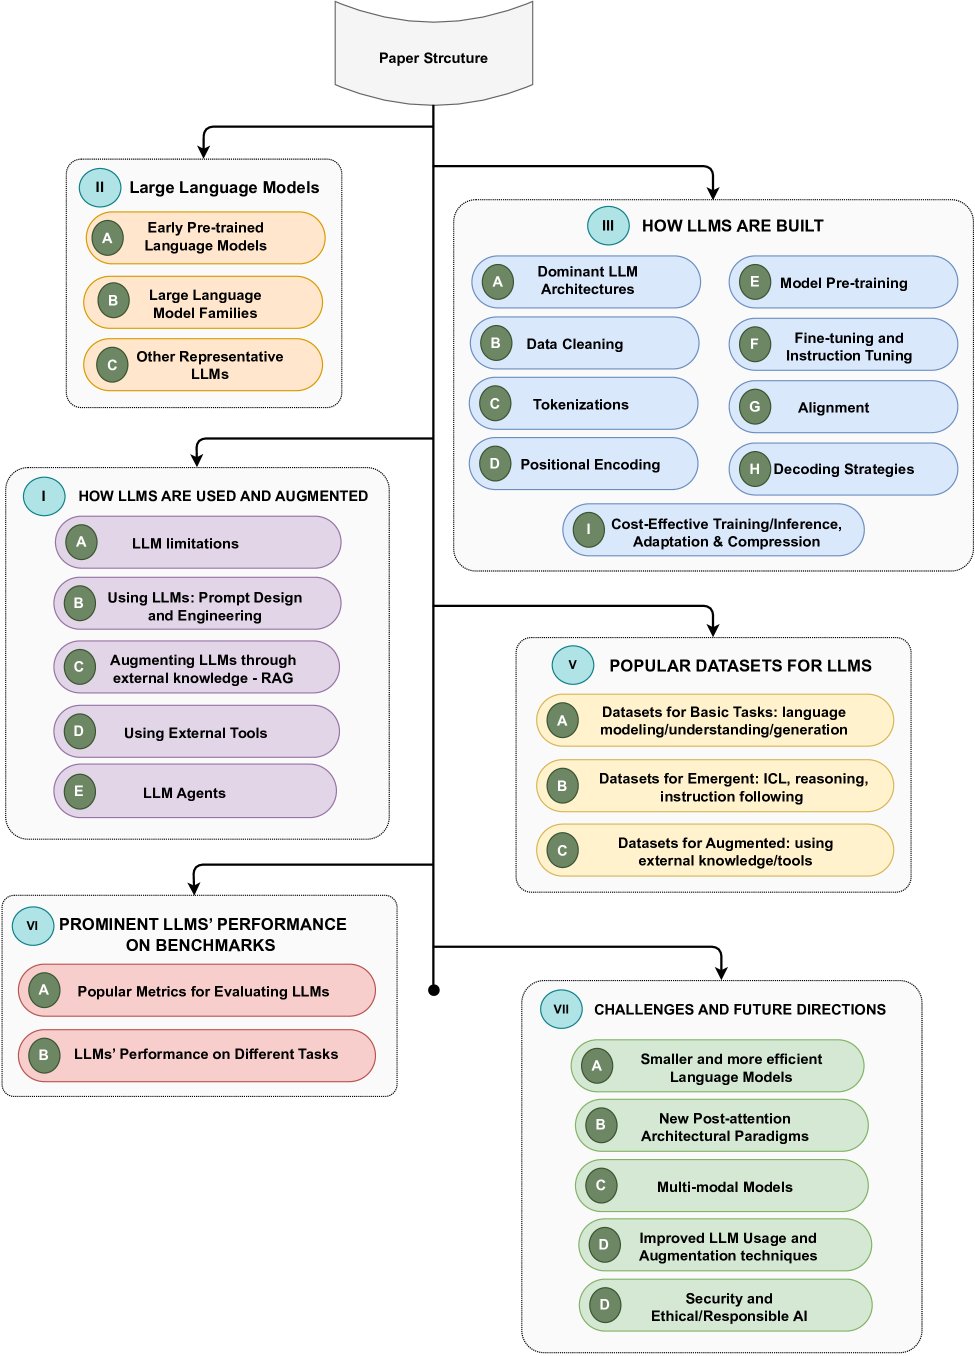 Paper Strcuture
II
Large Language Models
A
Early Pre-trained
Language Models
B
Large Language
Model Families
C
Other Representative
LLMs
III
HOW LLMS ARE BUILT
A
Dominant LLM
Architectures
B
Data Cleaning
C
Tokenizations
D
Positional Encoding
E
Model Pre-training
F
Fine-tuning and
Instruction Tuning
G
Alignment
H
Decoding Strategies
I
Cost-Effective Training/Inference,
Adaptation & Compression
I
HOW LLMS ARE USED AND AUGMENTED
A
LLM limitations
B
Using LLMs: Prompt Design
and Engineering
C
Augmenting LLMs through
external knowledge - RAG
D
Using External Tools
E
LLM Agents
V
POPULAR DATASETS FOR LLMS
A
Datasets for Basic Tasks: language
modeling/understanding/generation
B
Datasets for Emergent: ICL, reasoning,
instruction following
C
Datasets for Augmented: using
external knowledge/tools
VI
PROMINENT LLMS’ PERFORMANCE
ON BENCHMARKS
A
Popular Metrics for Evaluating LLMs
B
LLMs’ Performance on Different Tasks
VII
CHALLENGES AND FUTURE DIRECTIONS
A
Smaller and more efficient
Language Models
B
New Post-attention
Architectural Paradigms
C
Multi-modal Models
D
Improved LLM Usage and
Augmentation techniques
D
Security and
Ethical/Responsible AI